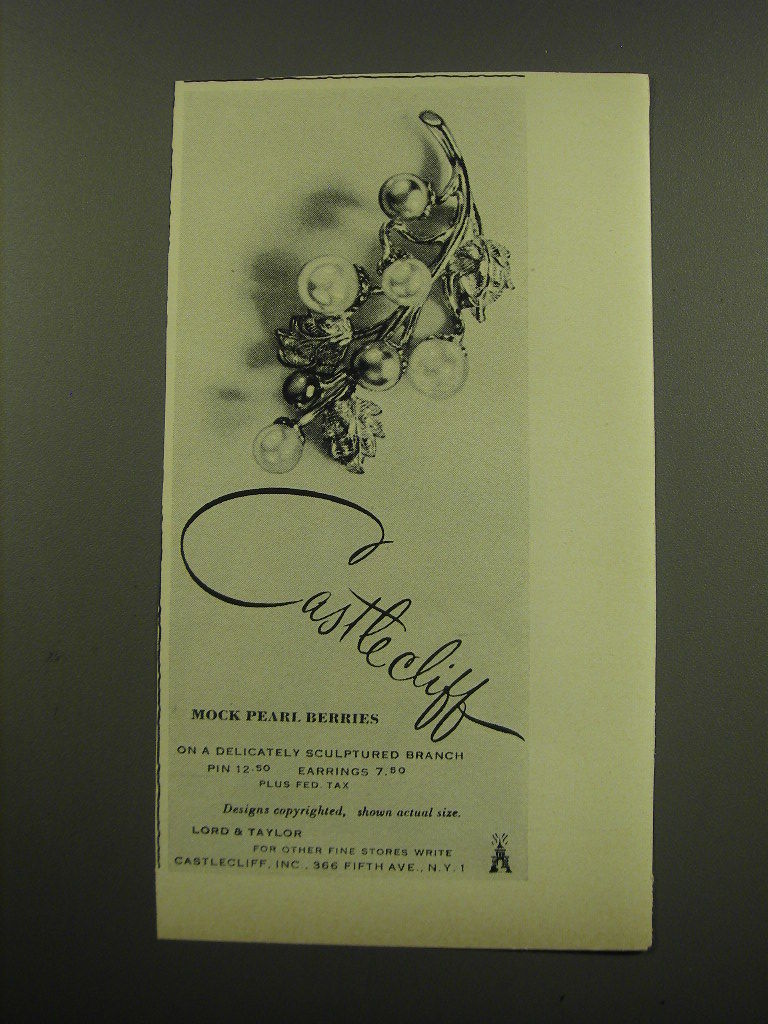 Castlecliff
MOCK PEARL BERRIES
ON A DELICATELY SCULPTURED BRANCH
PIN 12.50 EARRINGS 7.50
PLUS FED. TAX
Designs copyrighted, shown actual size.
LORD & TAYLOR
FOR OTHER FINE STORES WRITE
CASTLECLIFF, INC., 366 FIFTH AVE., N.Y. 1